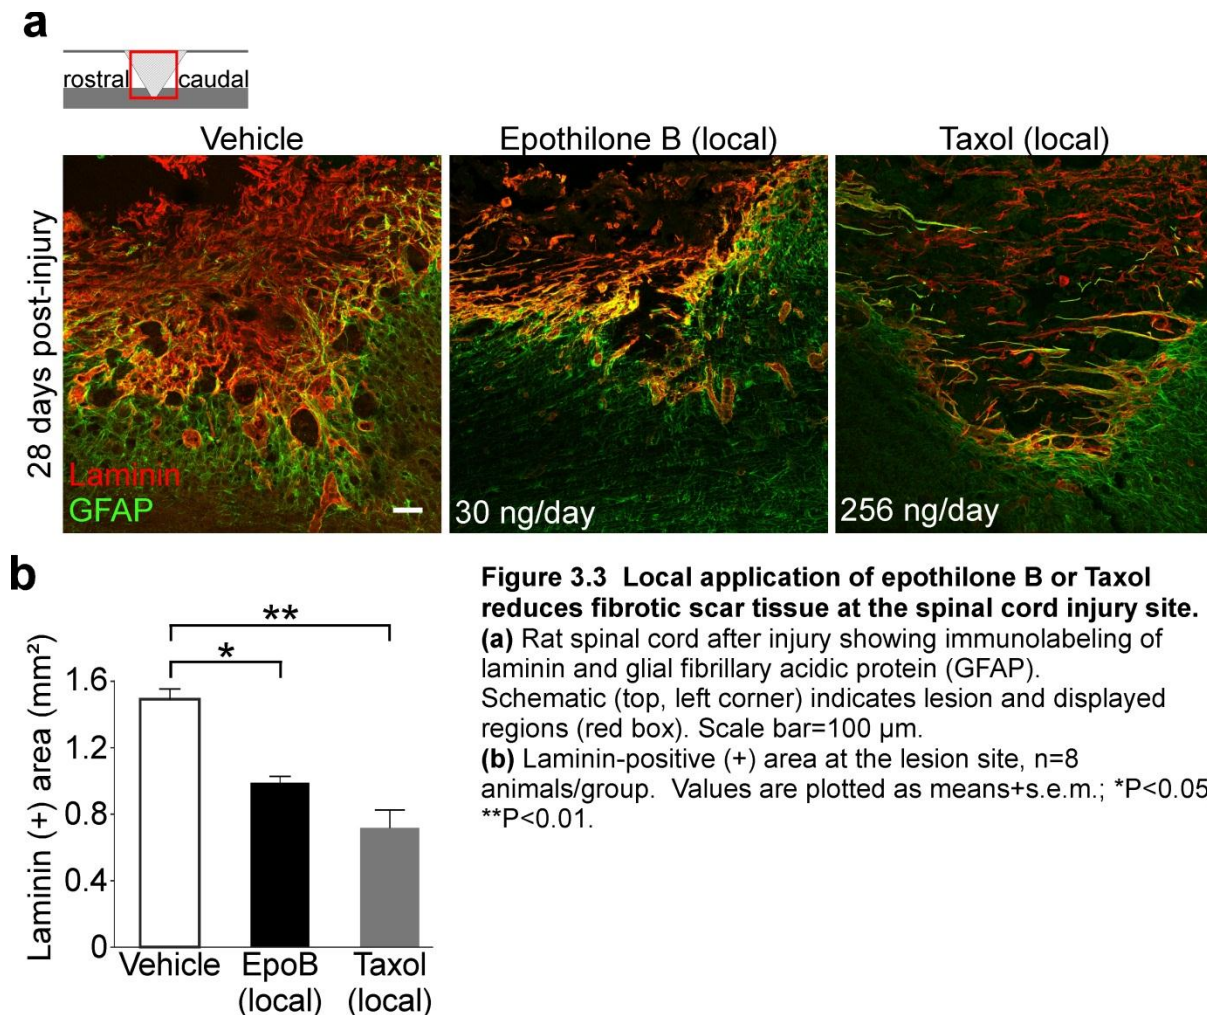 a
rostral caudal
Vehicle
Epothilone B (local)
Taxol (local)
28 days post-injury
Laminin
GFAP
30 ng/day
256 ng/day
b
Laminin (+) area (mm²)
**
*
1.6
1.2
0.8
0.4
0
Vehicle
EpoB
(local)
Taxol
(local)
Figure 3.3 Local application of epothilone B or Taxol
reduces fibrotic scar tissue at the spinal cord injury site.
(a) Rat spinal cord after injury showing immunolabeling of
laminin and glial fibrillary acidic protein (GFAP).
Schematic (top, left corner) indicates lesion and displayed
regions (red box). Scale bar=100 µm.
(b) Laminin-positive (+) area at the lesion site, n=8
animals/group. Values are plotted as means+s.e.m.; *P<0.05
**P<0.01.